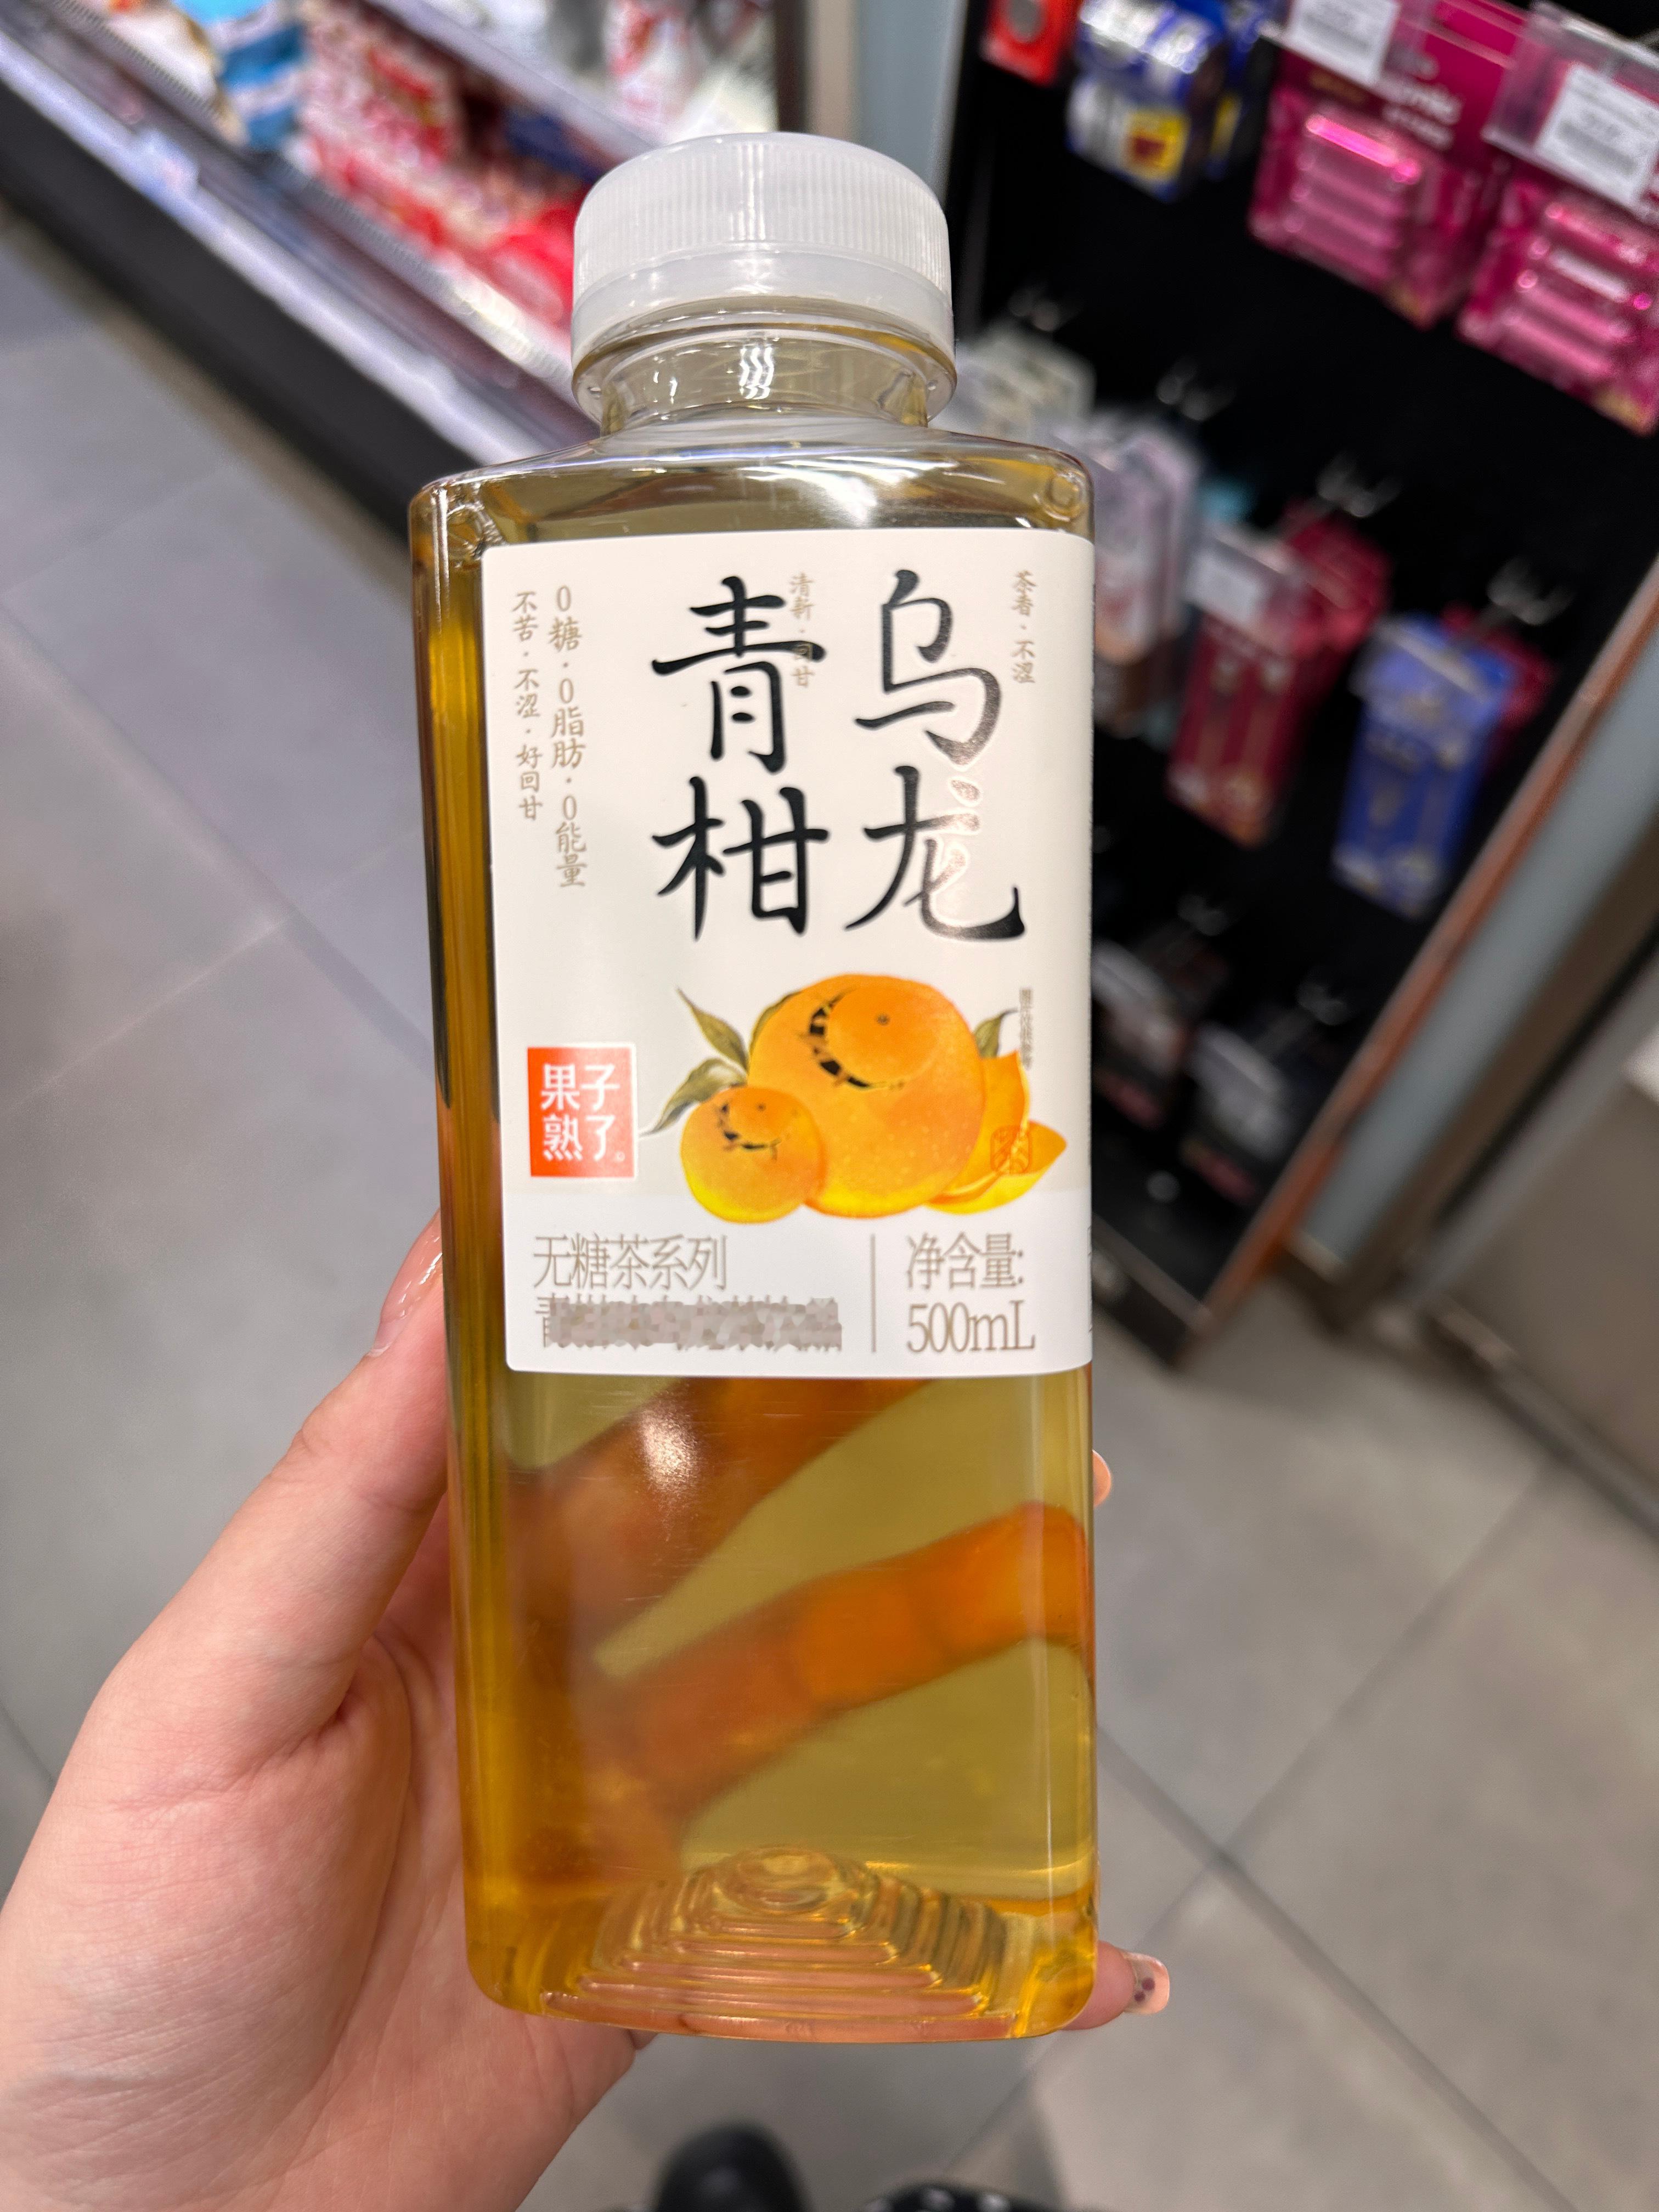 茶香·不涩
乌龙
清新·回甘
青柑
0糖·0脂肪·0能量
不苦·不涩·好回甘
果子
熟了
无糖茶系列
净含量:
500mL